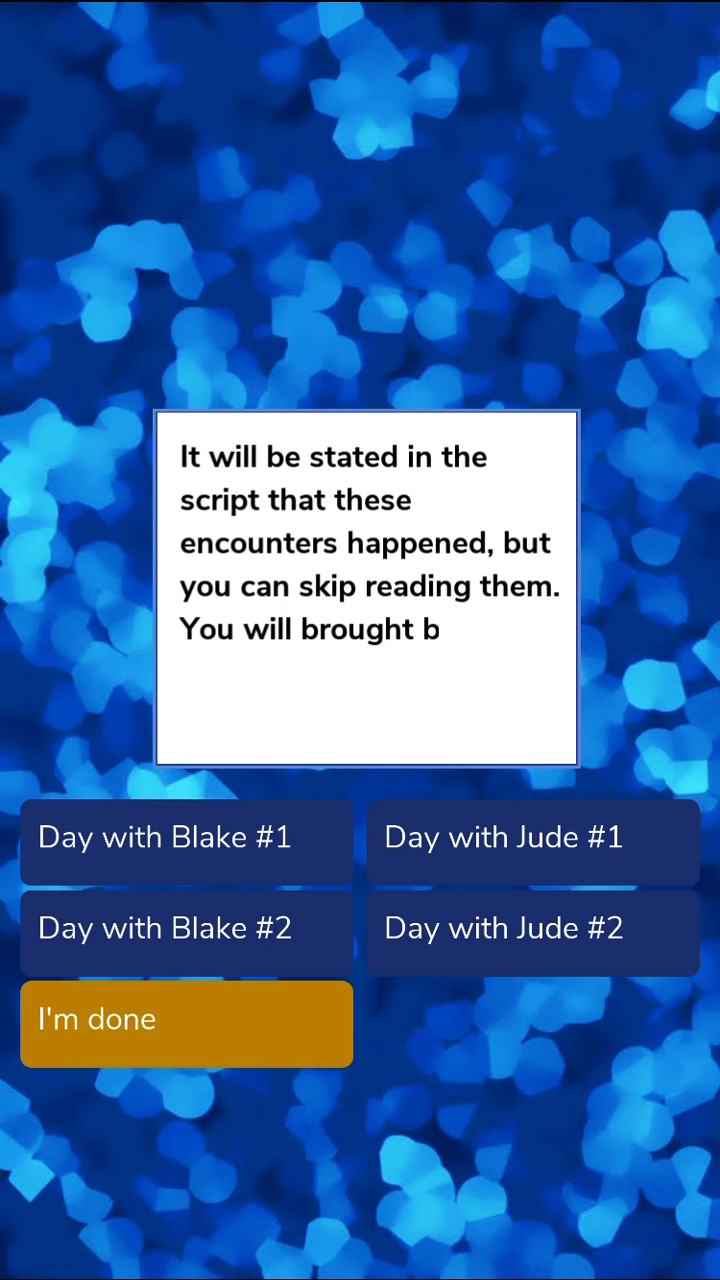 It will be stated in the
script that these
encounters happened, but
you can skip reading them.
You will brought b
Day with Blake #1
Day with Jude #1
Day with Blake #2
Day with Jude #2
I'm done